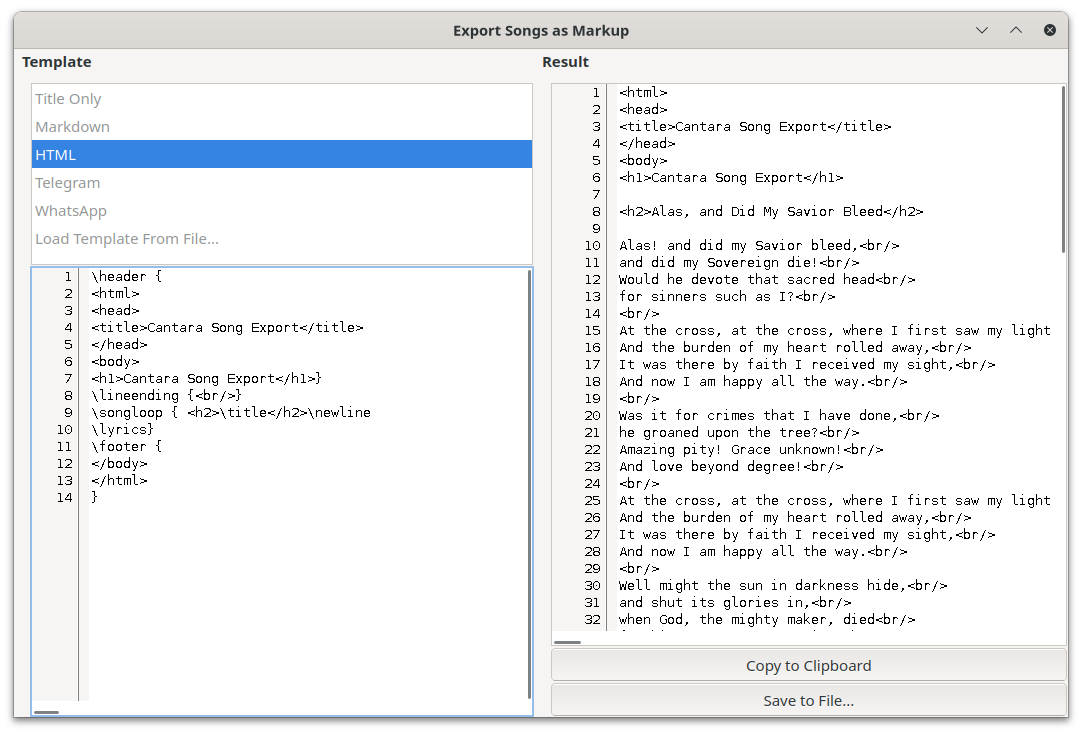 Export Songs as Markup
Template
Title Only
Markdown
HTML
Telegram
WhatsApp
Load Template From File...
1 \header {
2 <html>
3 <head>
4 <title>Cantara Song Export</title>
5 </head>
6 <body>
7 <h1>Cantara Song Export</h1>}
8 \lineending {<br/>}
9 \songloop { <h2>\title</h2>\newline
10 \lyrics}
11 \footer {
12 </body>
13 </html>
14 }
Result
1 <html>
2 <head>
3 <title>Cantara Song Export</title>
4 </head>
5 <body>
6 <h1>Cantara Song Export</h1>
7
8 <h2>Alas, and Did My Savior Bleed</h2>
9
10 Alas! and did my Savior bleed,<br/>
11 and did my Sovereign die!<br/>
12 Would he devote that sacred head<br/>
13 for sinners such as I?<br/>
14 <br/>
15 At the cross, at the cross, where I first saw my light
16 And the burden of my heart rolled away,<br/>
17 It was there by faith I received my sight,<br/>
18 And now I am happy all the way.<br/>
19 <br/>
20 Was it for crimes that I have done,<br/>
21 he groaned upon the tree?<br/>
22 Amazing pity! Grace unknown!<br/>
23 And love beyond degree!<br/>
24 <br/>
25 At the cross, at the cross, where I first saw my light
26 And the burden of my heart rolled away,<br/>
27 It was there by faith I received my sight,<br/>
28 And now I am happy all the way.<br/>
29 <br/>
30 Well might the sun in darkness hide,<br/>
31 and shut its glories in,<br/>
32 when God, the mighty maker, died<br/>
Copy to Clipboard
Save to File...